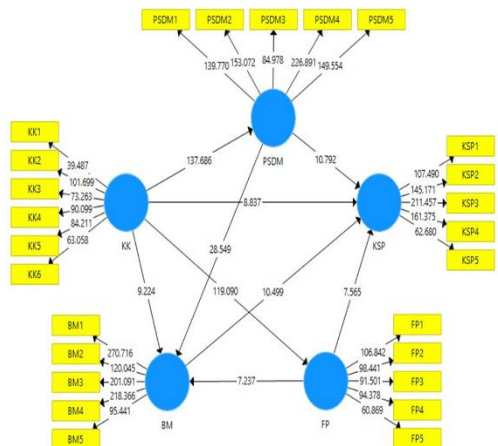 PSDM1 PSDM2 PSDM3 PSDM4 PSDM5
139.770 153.072 84.978 226.891 149.554
PSDM
KK1
KK2
KK3
KK4
KK5
KK6
39.487
101.699
73.263
90.099
84.211
63.058
KK
137.686
10.792
8.837
28.549
9.224
119.090
10.499
7.565
7.237
KSP
107.490
145.171
211.457
161.375
62.680
KSP1
KSP2
KSP3
KSP4
KSP5
BM1
BM2
BM3
BM4
BM5
270.716
120.045
201.091
218.366
95.441
BM
FP
106.842
98.441
91.501
94.378
60.869
FP1
FP2
FP3
FP4
FP5